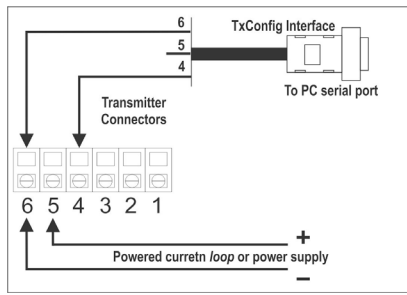 6
TxConfig Interface
5
4
To PC serial port
Transmitter
Connectors
6 5 4 3 2 1
+
Powered curretn loop or power supply
−